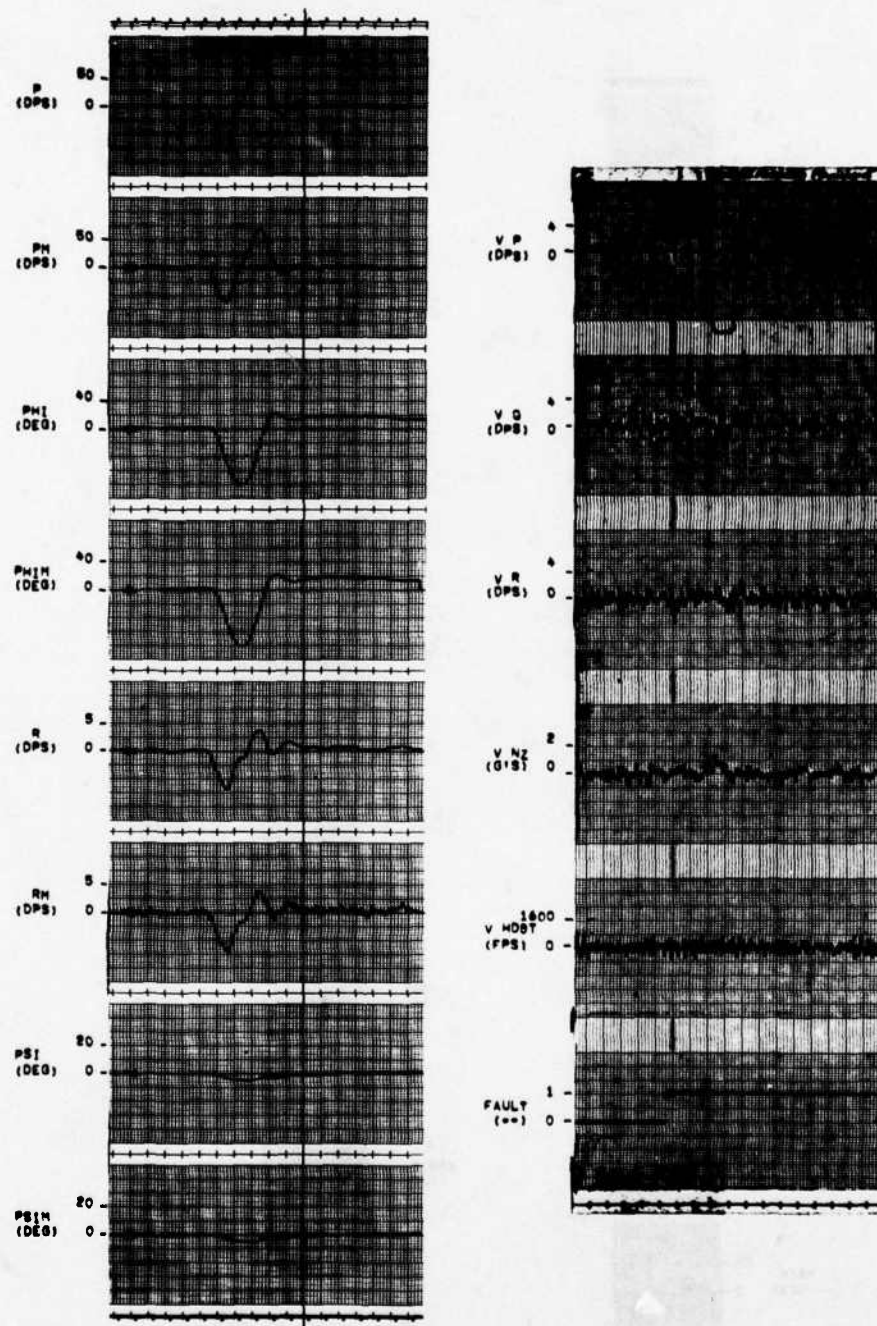 P 50
(DPS) 0
PM 50
(DPS) 0
PHI 40
(DEG) 0
PHIM 40
(DEG) 0
R 5
(DPS) 0
RM 5
(DPS) 0
PSI 20
(DEG) 0
PSIM 20
(DEG) 0
V P 4
(DPS) 0
V Q 4
(DPS) 0
V R 4
(DPS) 0
V NZ 2
(G'S) 0
V HDOT 1600
(FPS) 0
FAULT 1
(**) 0